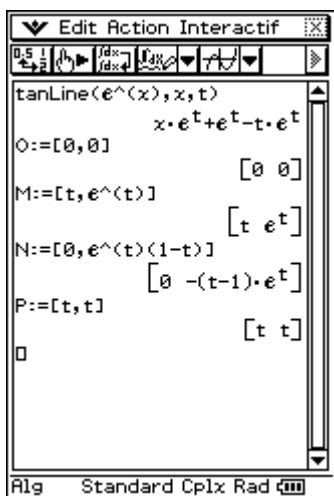 Edit Action Interactif
tanLine(e^(x),x,t)
x·e^t+e^t-t·e^t
O:=[0,0]
[0 0]
M:=[t,e^(t)]
[t e^t]
N:=[0,e^(t)(1-t)]
[0 -(t-1)·e^t]
P:=[t,t]
[t t]
Alg Standard Cplx Rad